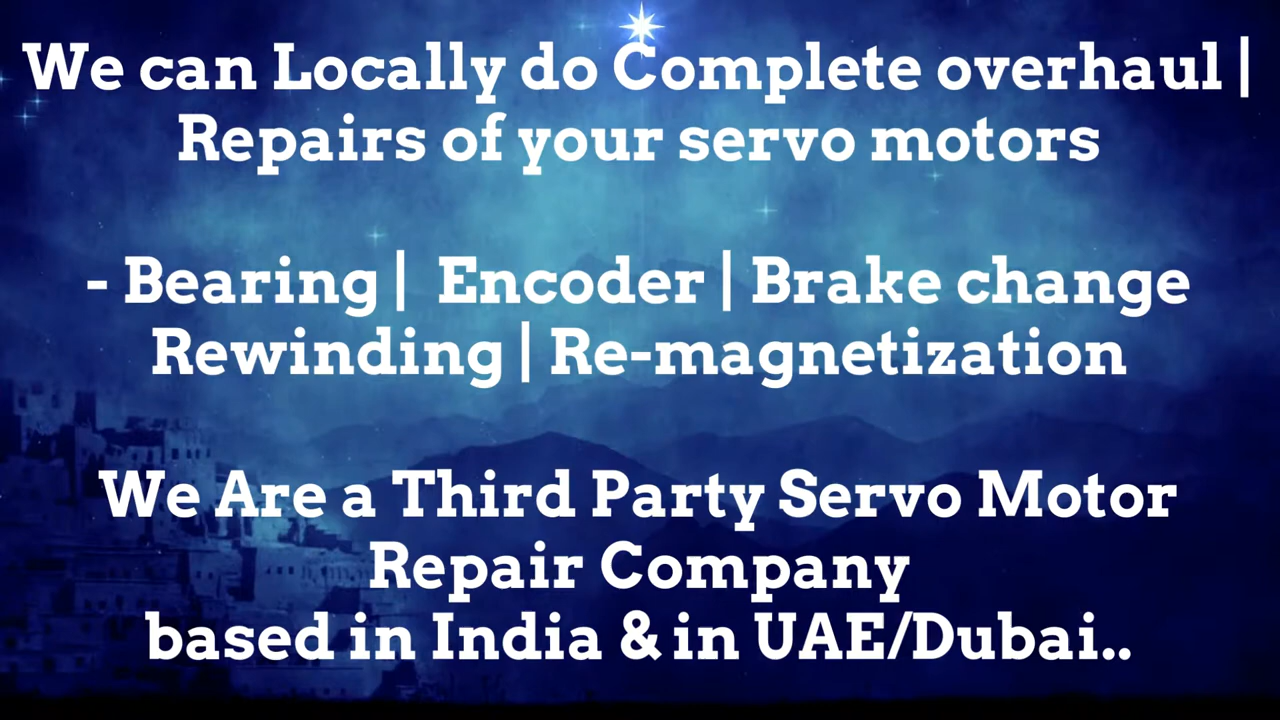 We can Locally do Complete overhaul |
Repairs of your servo motors
- Bearing | Encoder | Brake change
Rewinding | Re-magnetization
We Are a Third Party Servo Motor
Repair Company
based in India & in UAE/Dubai..